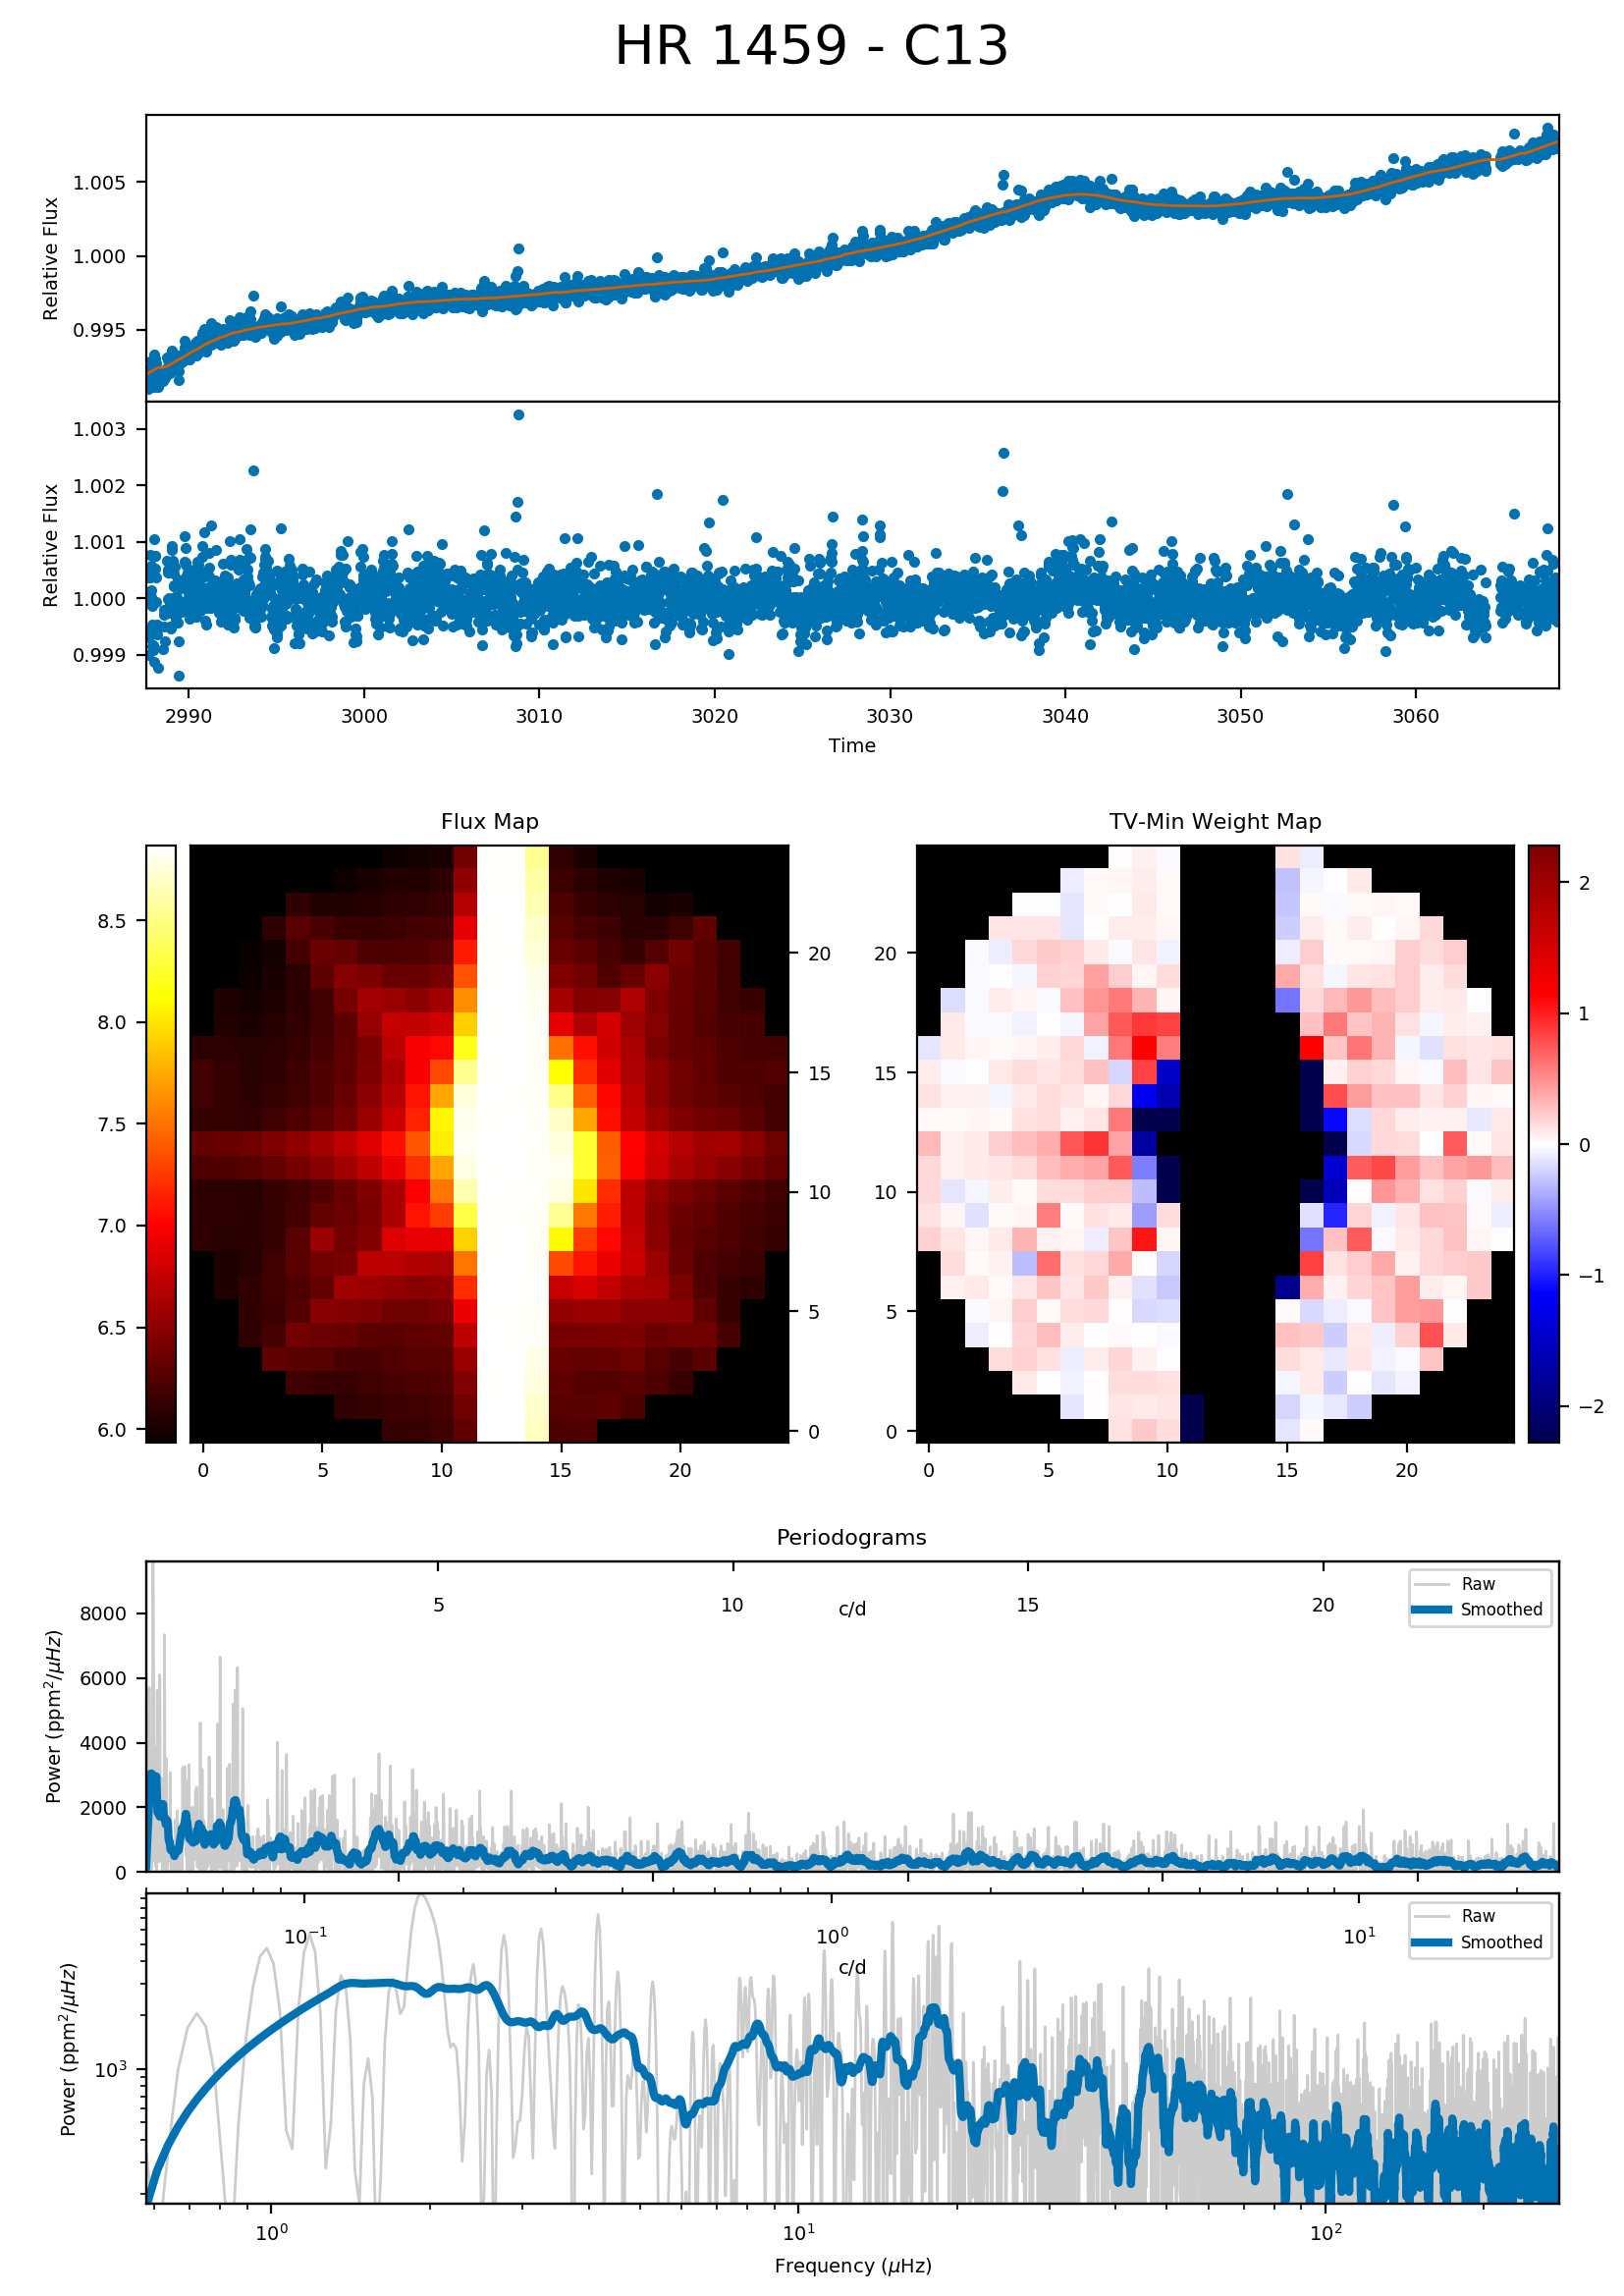 HR 1459 - C13
Relative Flux
1.005
1.000
0.995
Relative Flux
1.003
1.002
1.001
1.000
0.999
2990 3000 3010 3020 3030 3040 3050 3060
Time
Flux Map
8.5
8.0
7.5
7.0
6.5
6.0
20
15
10
5
0
0 5 10 15 20
TV-Min Weight Map
20
15
10
5
0
0 5 10 15 20
2
1
0
−1
−2
Periodograms
Power (ppm²/μHz)
8000
6000
4000
2000
0
5 10 15 20
c/d
Raw
Smoothed
Power (ppm²/μHz)
10³
10⁻¹ 10⁰ 10¹
c/d
Raw
Smoothed
10⁰ 10¹ 10²
Frequency (μHz)